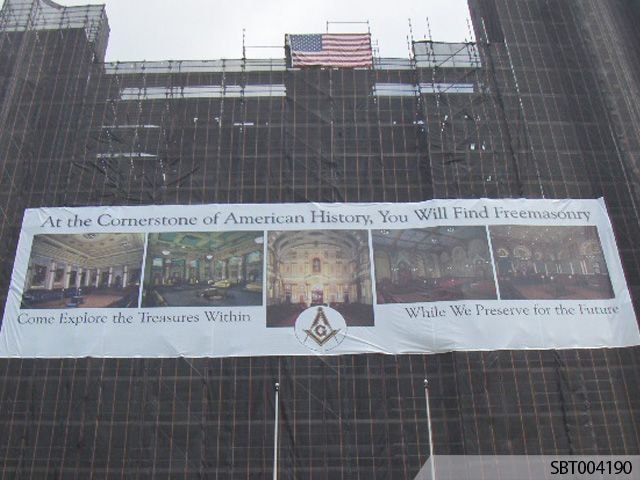 At the Cornerstone of American History, You Will Find Freemasonry
Come Explore the Treasures Within
While We Preserve for the Future
G
SBT004190